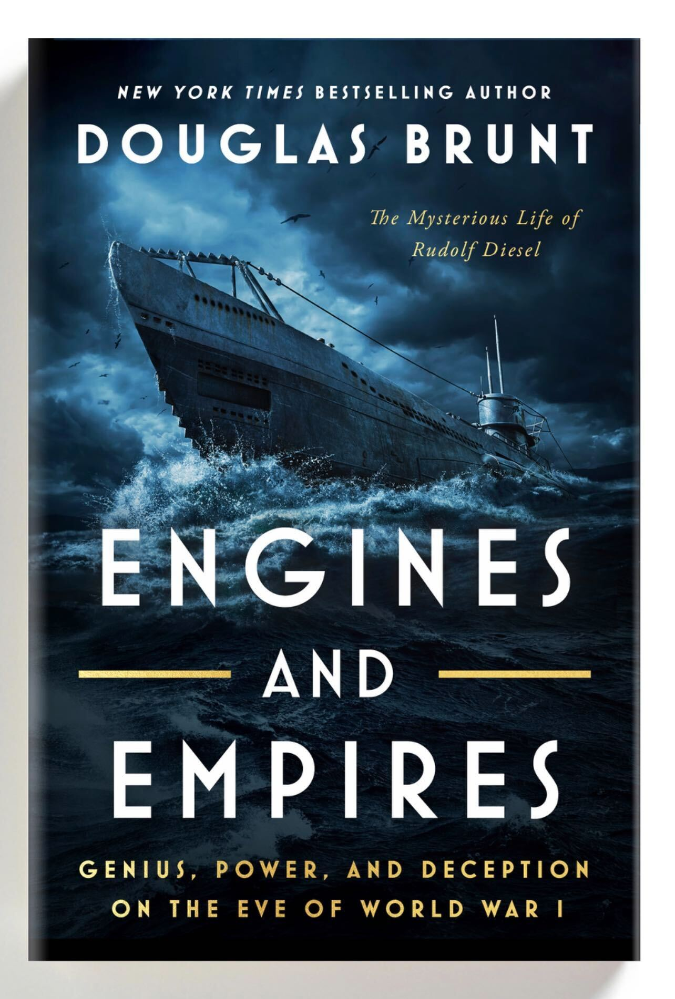 NEW YORK TIMES BESTSELLING AUTHOR
DOUGLAS BRUNT
The Mysterious Life of
Rudolf Diesel
ENGINES
AND
EMPIRES
GENIUS, POWER, AND DECEPTION
ON THE EVE OF WORLD WAR I